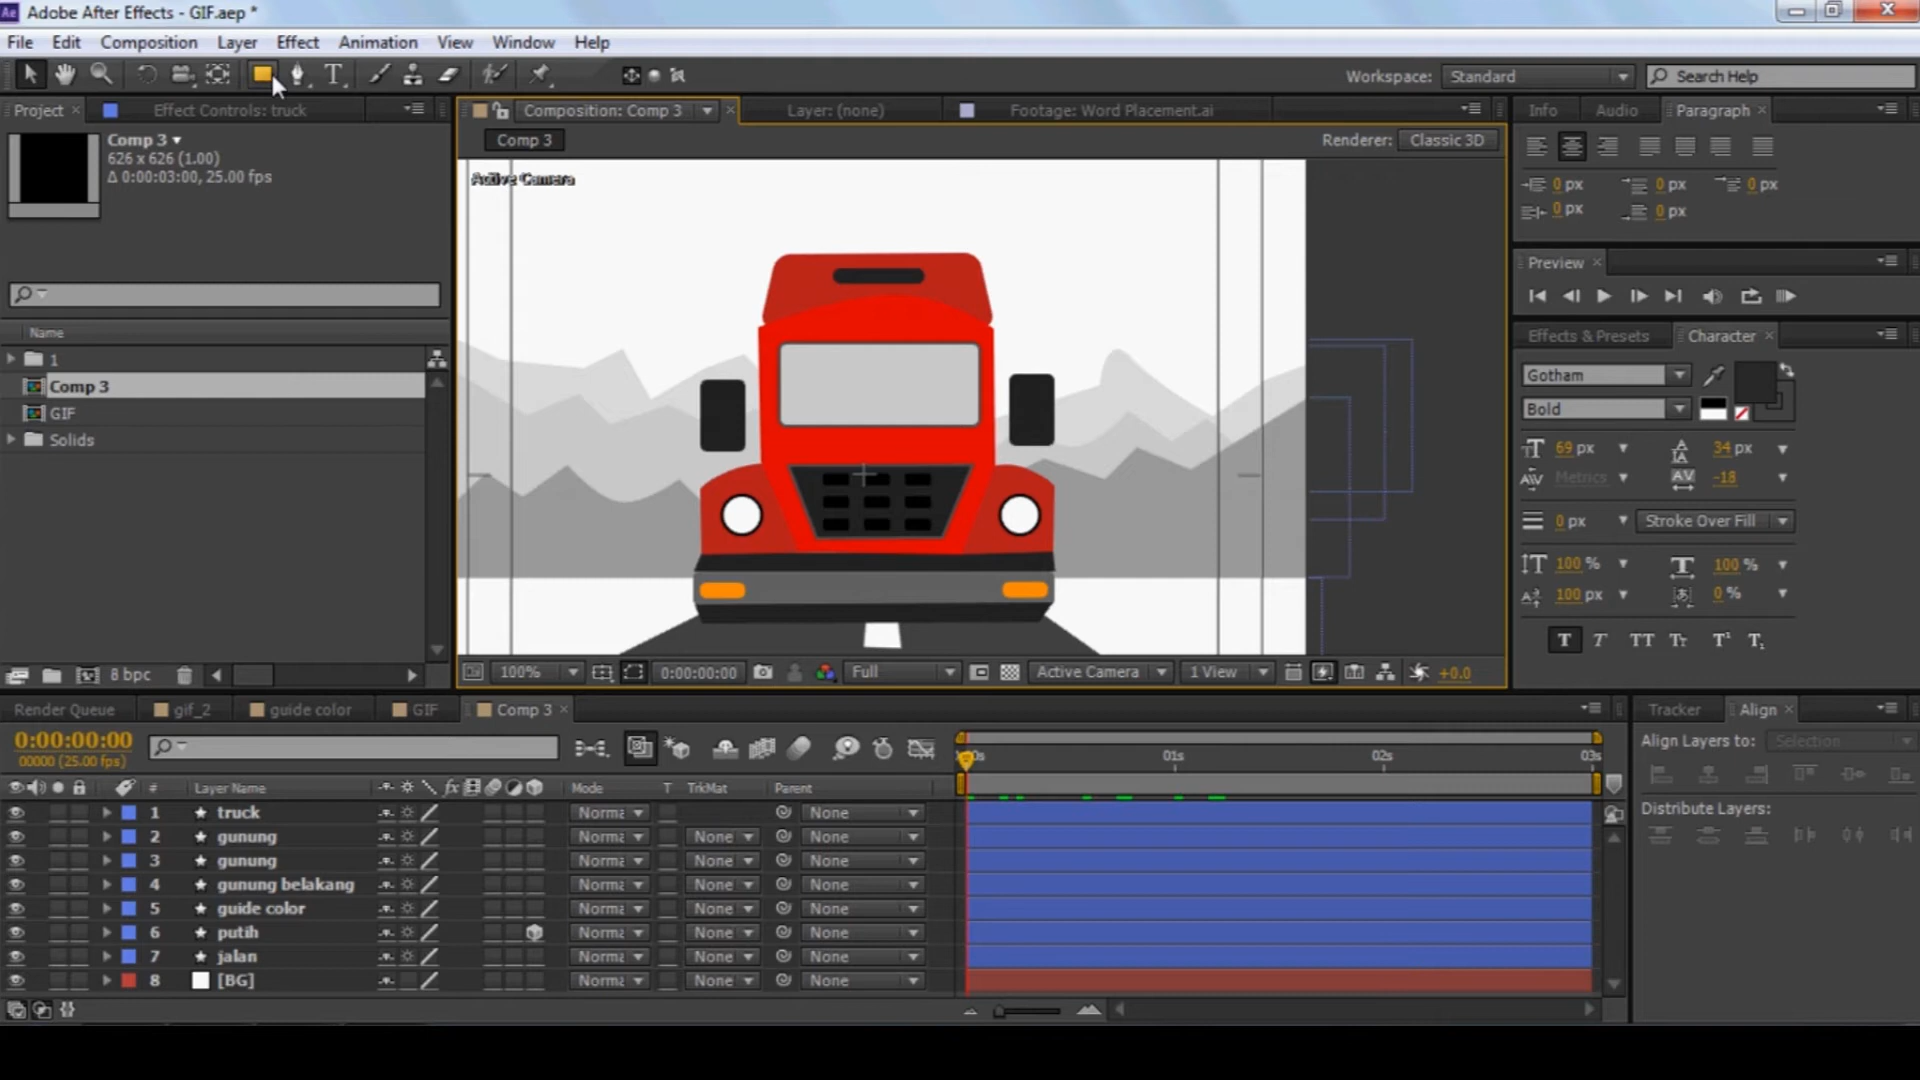 Adobe After Effects - GIF.aep *
File Edit Composition Layer Effect Animation View Window Help
Workspace: Standard Search Help
Project Effect Controls: truck Composition: Comp 3 Layer: (none) Footage: Word Placement.ai Info Audio Paragraph
Comp 3
626 x 626 (1.00)
Δ 0:00:03:00, 25.00 fps
Comp 3 Renderer: Classic 3D
Active Camera
0 px 0 px 0 px
0 px 0 px
Preview
Name
1
Comp 3
GIF
Solids
Effects & Presets Character
Gotham
Bold
69 px 34 px
Metrics -18
0 px Stroke Over Fill
100 % 100 %
100 px 0 %
T T TT Tr T¹ T₁
8 bpc 100% 0:00:00:00 Full Active Camera 1 View +0.0
Render Queue gif_2 guide color GIF Comp 3 Tracker Align
0:00:00:00
00000 (25.00 fps)
01s 02s 03s
Align Layers to: Selection
# Layer Name fx Mode T TrkMat Parent
Distribute Layers:
1 truck Norma None
2 gunung Norma None None
3 gunung Norma None None
4 gunung belakang Norma None None
5 guide color Norma None None
6 putih Norma None None
7 jalan Norma None None
8 [BG] Norma None None